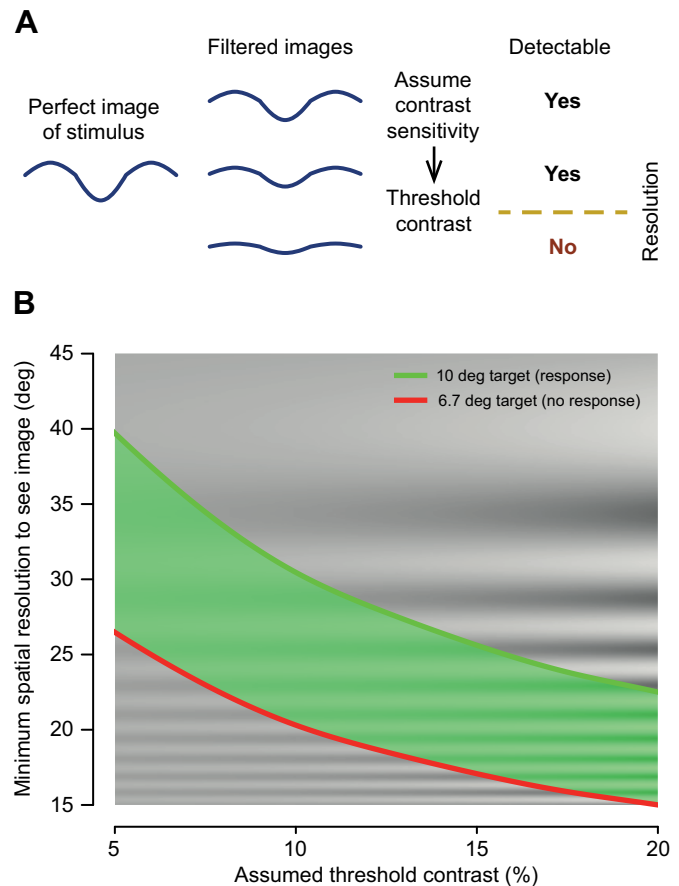 A
Filtered images
Detectable
Perfect image
of stimulus
Assume
contrast
sensitivity
Threshold
contrast
Yes
Yes
No
Resolution
B
Minimum spatial resolution to see image (deg)
45
40
35
30
25
20
15
10 deg target (response)
6.7 deg target (no response)
5
10
15
20
Assumed threshold contrast (%)